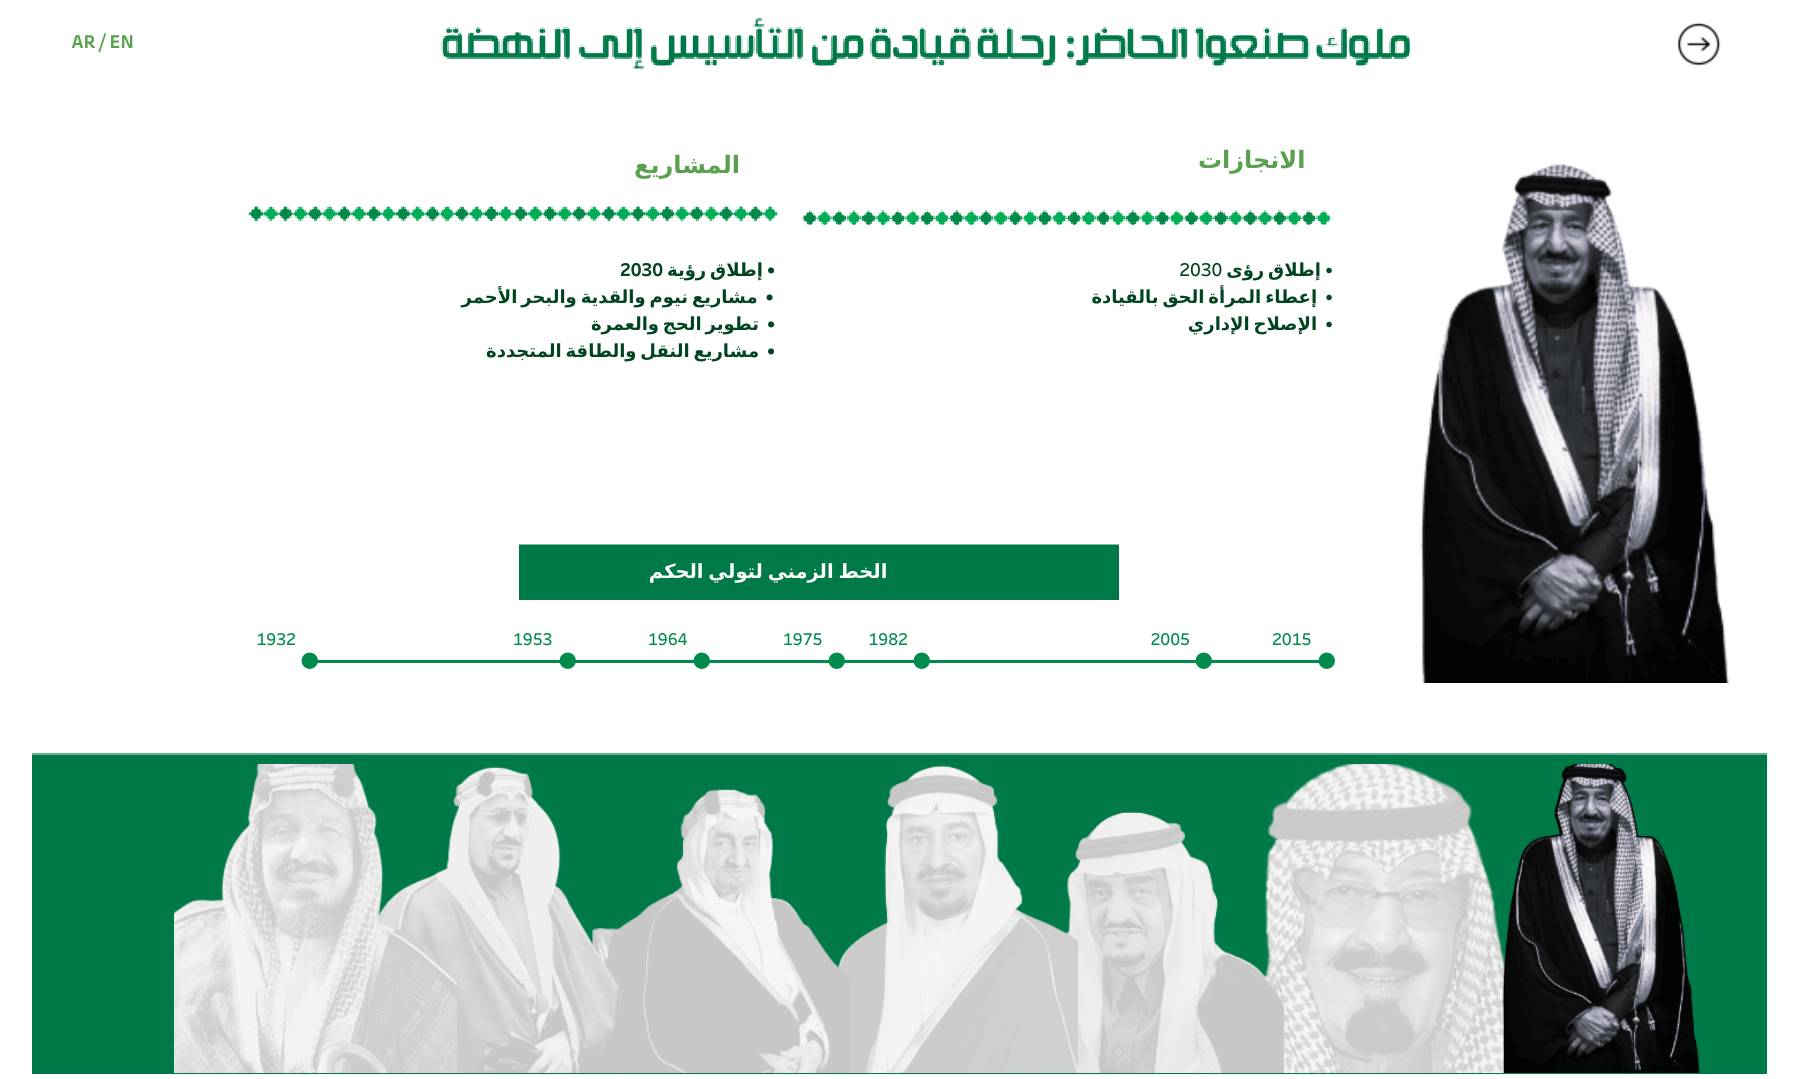 ملوك صنعوا الحاضر: رحلة قيادة من التأسيس إلى النهضة
AR / EN
الانجازات
• إطلاق رؤى 2030
• إعطاء المرأة الحق بالقيادة
• الإصلاح الإداري
المشاريع
• إطلاق رؤية 2030
• مشاريع نيوم والقدية والبحر الأحمر
• تطوير الحج والعمرة
• مشاريع النقل والطاقة المتجددة
الخط الزمني لتولي الحكم
1932 1953 1964 1975 1982 2005 2015